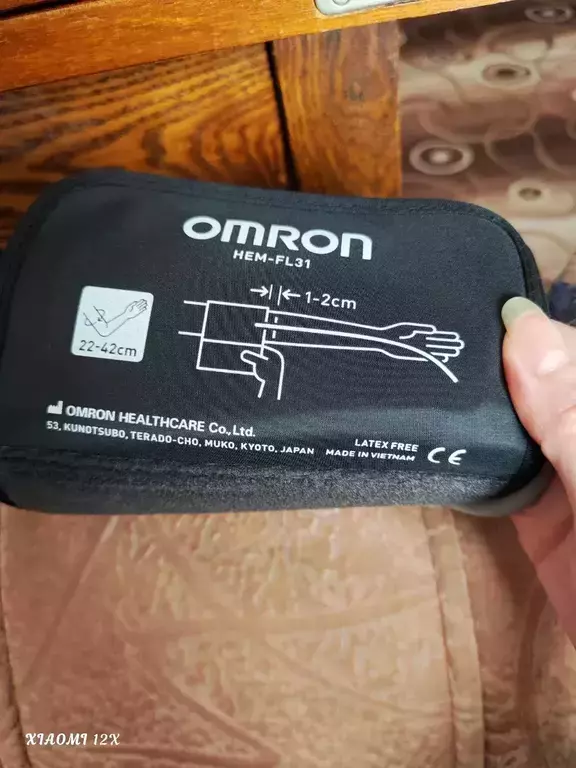 OMRON
HEM-FL31
1-2cm
22-42cm
OMRON HEALTHCARE Co., Ltd.
53, KUNOTSUBO, TERADO-CHO, MUKO, KYOTO, JAPAN
LATEX FREE
MADE IN VIETNAM
CE
XIAOMI 12X